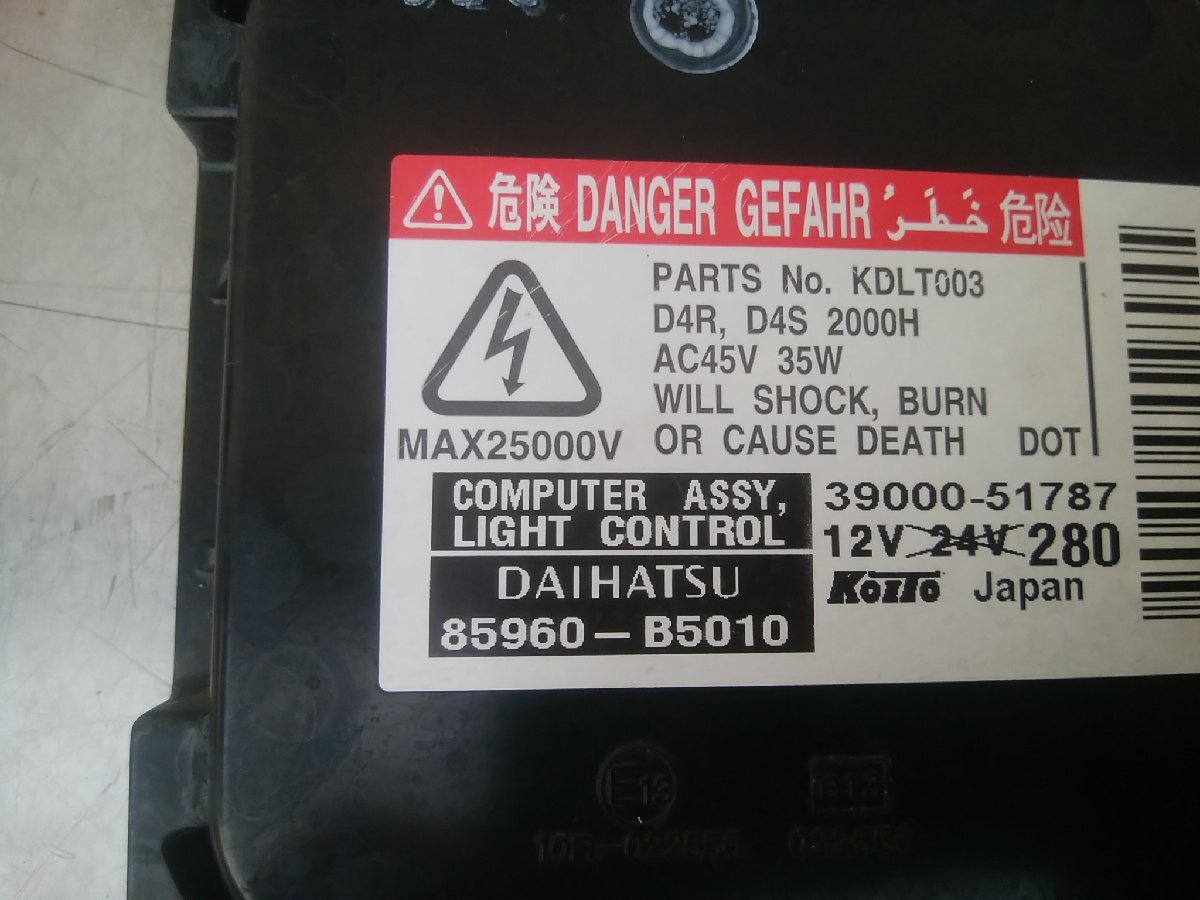 危険 DANGER GEFAHR خَطَرٌ 危险
PARTS No. KDLT003
D4R, D4S 2000H
AC45V 35W
WILL SHOCK, BURN
OR CAUSE DEATH DOT
MAX25000V
COMPUTER ASSY,
LIGHT CONTROL
39000-51787
12V 24V 280
DAIHATSU
KOITO Japan
85960-B5010
E13